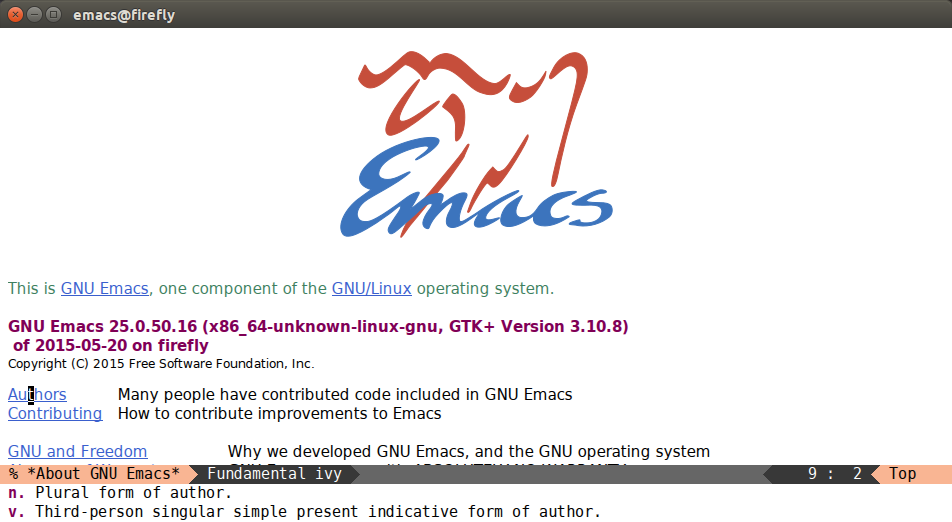 emacs@firefly
Emacs
This is GNU Emacs, one component of the GNU/Linux operating system.
GNU Emacs 25.0.50.16 (x86_64-unknown-linux-gnu, GTK+ Version 3.10.8)
of 2015-05-20 on firefly
Copyright (C) 2015 Free Software Foundation, Inc.
Authors Many people have contributed code included in GNU Emacs
Contributing How to contribute improvements to Emacs
GNU and Freedom Why we developed GNU Emacs, and the GNU operating system
% *About GNU Emacs* Fundamental ivy 9 : 2 Top
n. Plural form of author.
v. Third-person singular simple present indicative form of author.